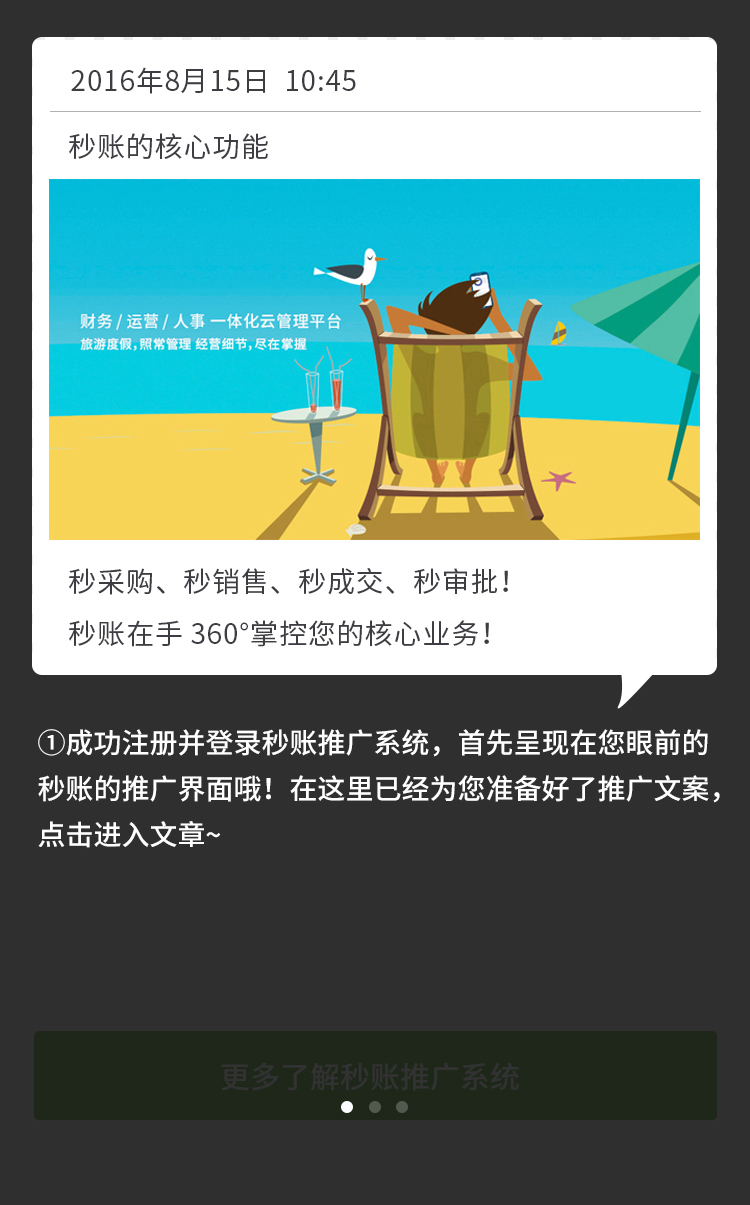 2016年8月15日 10:45
秒账的核心功能
财务 / 运营 / 人事 一体化云管理平台
旅游度假,照常管理 经营细节,尽在掌握
秒采购、秒销售、秒成交、秒审批！
秒账在手 360°掌控您的核心业务！
①成功注册并登录秒账推广系统，首先呈现在您眼前的
秒账的推广界面哦！在这里已经为您准备好了推广文案，
点击进入文章~
更多了解秒账推广系统